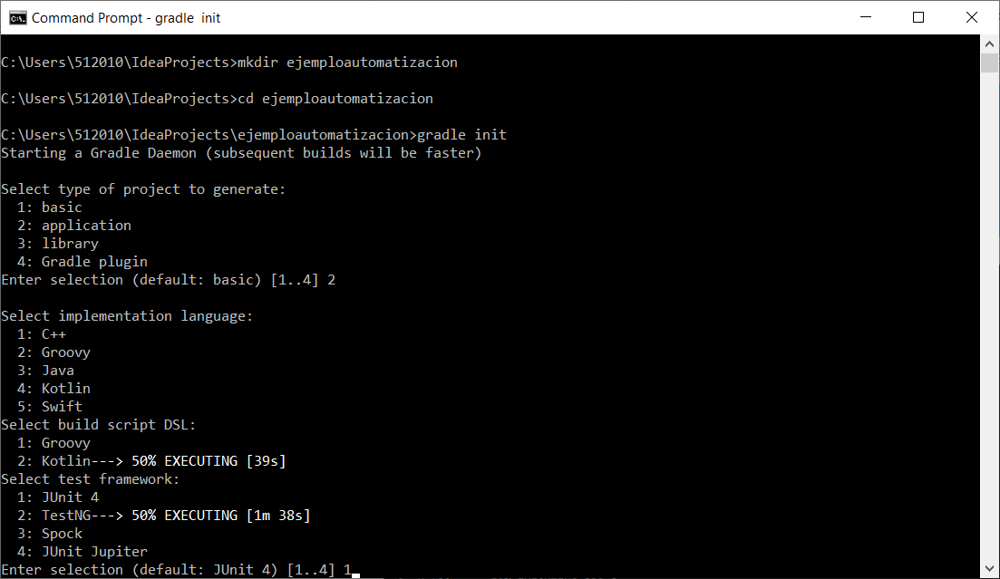 Command Prompt - gradle  init
C:\Users\512010\IdeaProjects>mkdir ejemploautomatizacion
C:\Users\512010\IdeaProjects>cd ejemploautomatizacion
C:\Users\512010\IdeaProjects\ejemploautomatizacion>gradle init
Starting a Gradle Daemon (subsequent builds will be faster)
Select type of project to generate:
  1: basic
  2: application
  3: library
  4: Gradle plugin
Enter selection (default: basic) [1..4] 2
Select implementation language:
  1: C++
  2: Groovy
  3: Java
  4: Kotlin
  5: Swift
Select build script DSL:
  1: Groovy
  2: Kotlin---> 50% EXECUTING [39s]
Select test framework:
  1: JUnit 4
  2: TestNG---> 50% EXECUTING [1m 38s]
  3: Spock
  4: JUnit Jupiter
Enter selection (default: JUnit 4) [1..4] 1